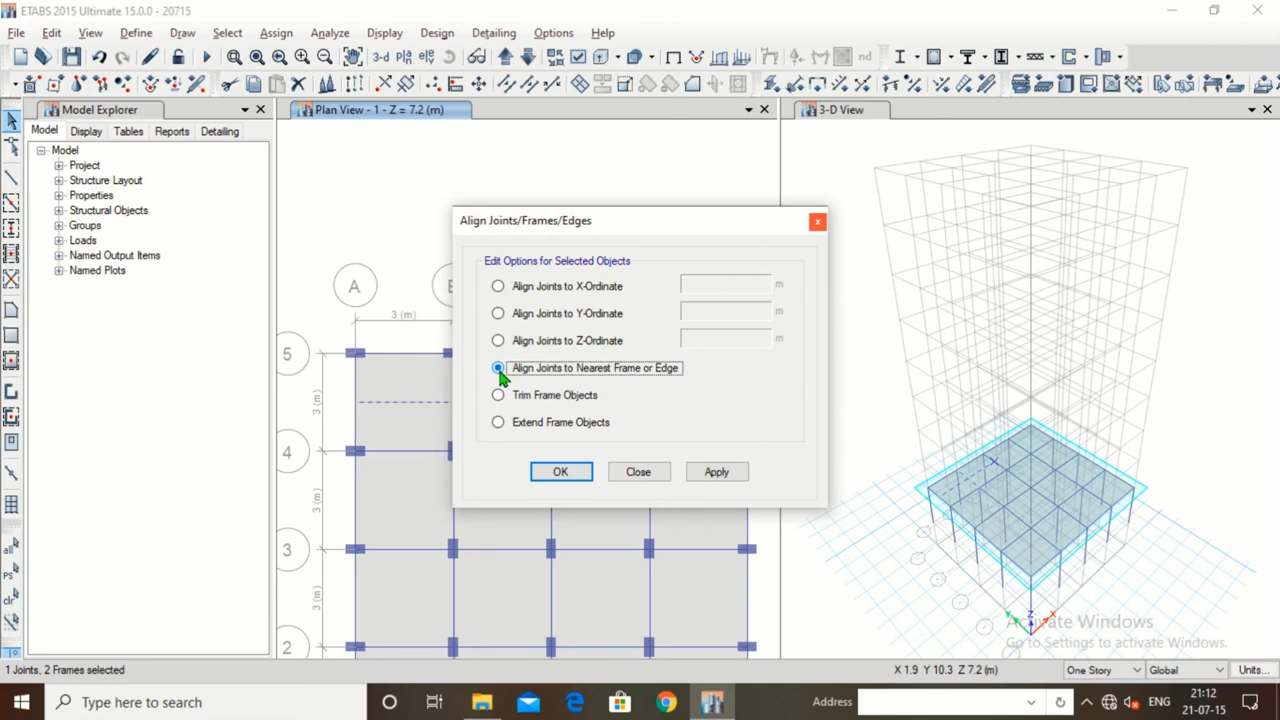 ETABS 2015 Ultimate 15.0.0 - 20715
File Edit View Define Draw Select Assign Analyze Display Design Detailing Options Tools Help
3-d
nd
Model Explorer
Plan View - 1 - Z = 7.2 (m)
3-D View
Model Display Tables Reports Detailing
Model
Project
Structure Layout
Properties
Structural Objects
Groups
Loads
Named Output Items
Named Plots
Align Joints/Frames/Edges
Edit Options for Selected Objects
Align Joints to X-Ordinate m
Align Joints to Y-Ordinate m
Align Joints to Z-Ordinate m
Align Joints to Nearest Frame or Edge
Trim Frame Objects
Extend Frame Objects
OK Close Apply
A
3 (m)
5
3 (m)
4
3 (m)
3
3 (m)
2
all
ps
clr
Y Z X
Activate Windows
Go to Settings to activate Windows.
1 Joints, 2 Frames selected
X 1.9 Y 10.3 Z 7.2 (m)
One Story
Global
Units...
Type here to search
Address
ENG
21:12
21-07-15